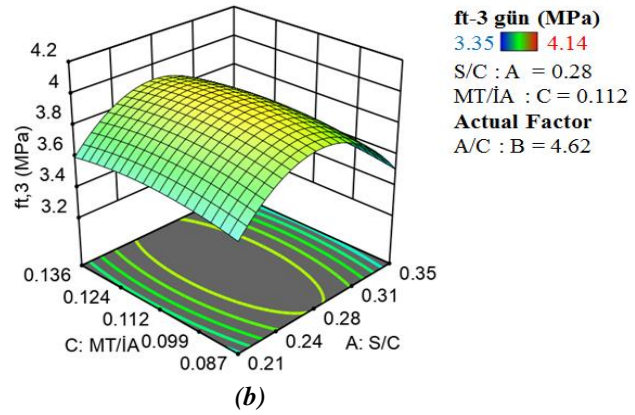 ft-3 gün (MPa)
3.35 4.14
S/C : A = 0.28
MT/İA : C = 0.112
Actual Factor
A/C : B = 4.62
4.2
4
3.8
3.6
3.4
3.2
ft,3 (MPa)
0.136
0.124
0.112
0.099
0.087
C: MT/İA
0.35
0.31
0.28
0.24
0.21
A: S/C
(b)